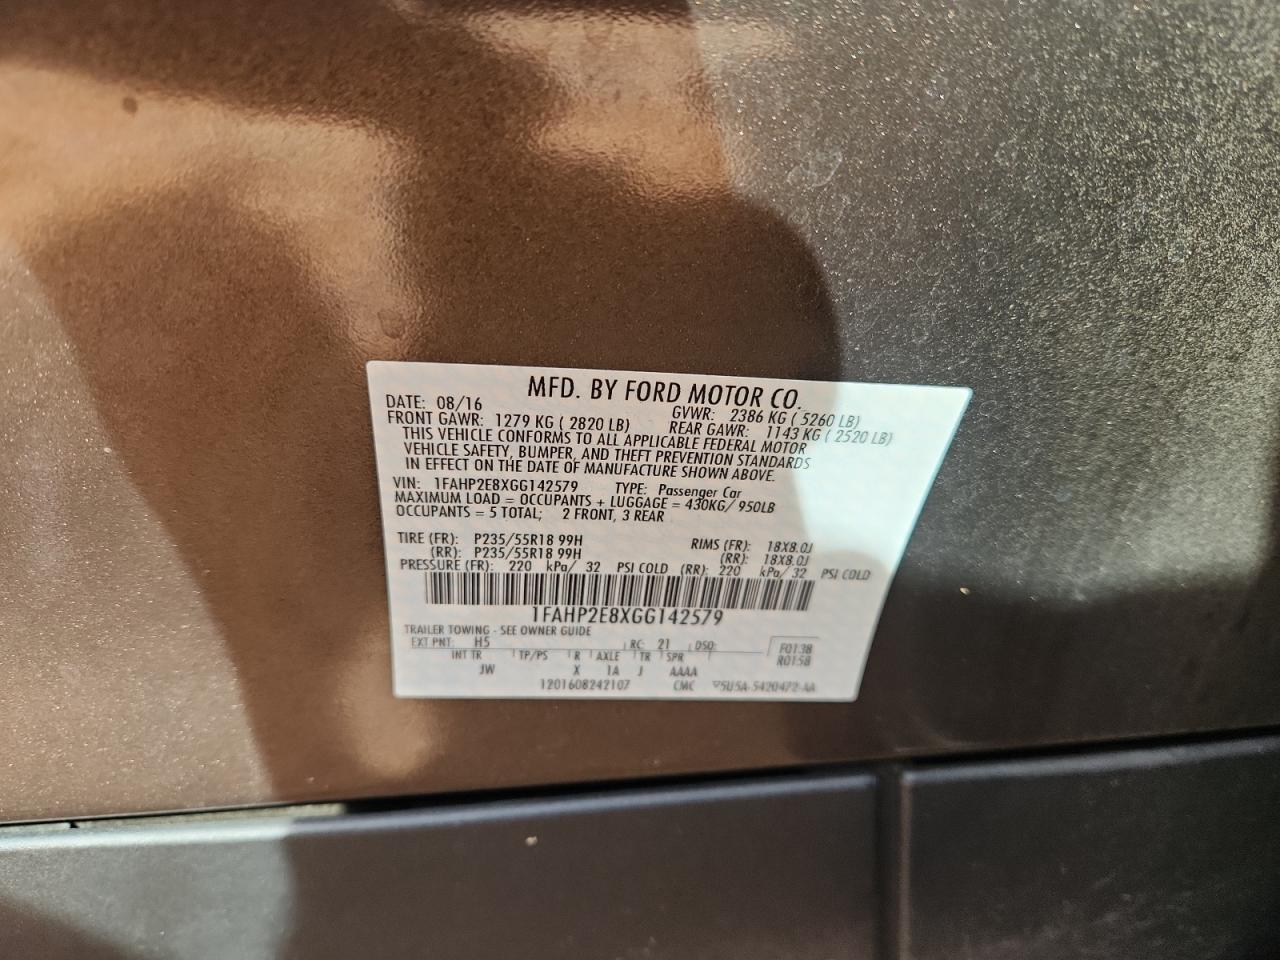 MFD. BY FORD MOTOR CO.
DATE: 08/16 GVWR: 2386 KG ( 5260 LB)
FRONT GAWR: 1279 KG ( 2820 LB) REAR GAWR: 1143 KG ( 2520 LB)
THIS VEHICLE CONFORMS TO ALL APPLICABLE FEDERAL MOTOR
VEHICLE SAFETY, BUMPER, AND THEFT PREVENTION STANDARDS
IN EFFECT ON THE DATE OF MANUFACTURE SHOWN ABOVE.
VIN: 1FAHP2E8XGG142579 TYPE: Passenger Car
MAXIMUM LOAD = OCCUPANTS + LUGGAGE = 430KG/ 950LB
OCCUPANTS = 5 TOTAL; 2 FRONT, 3 REAR
TIRE (FR): P235/55R18 99H RIMS (FR): 18X8.0J
(RR): P235/55R18 99H (RR): 18X8.0J
PRESSURE (FR): 220 kPa/ 32 PSI COLD (RR): 220 kPa/ 32 PSI COLD
1FAHP2E8XGG142579
TRAILER TOWING - SEE OWNER GUIDE
EXT PNT: H5 RC: 21 DSO: F0138
INT TR TP/PS R AXLE TR SPR R0158
JW X 1A J AAAA
1201608242107 CMC 5U5A-5420472-AA